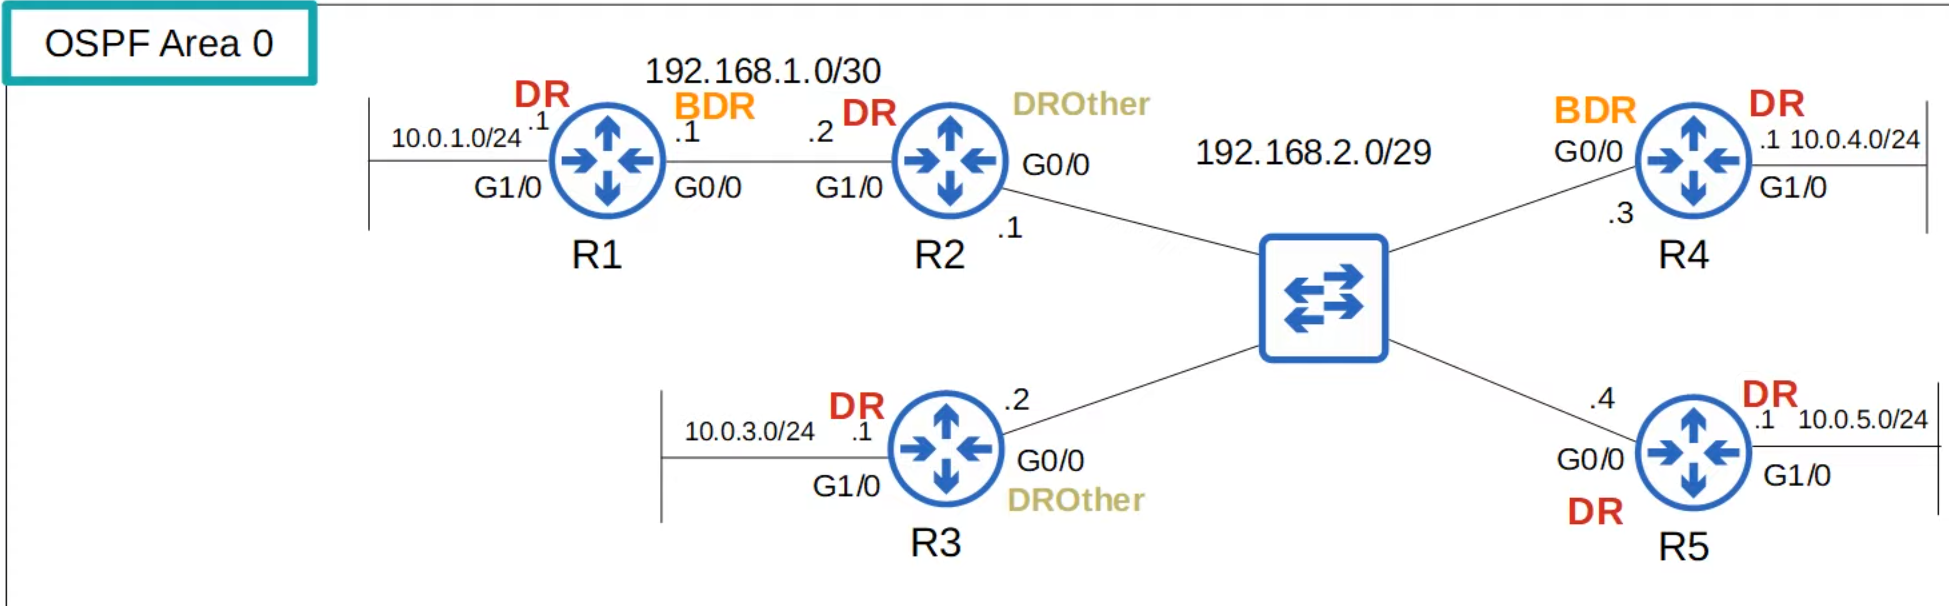 OSPF Area 0
192.168.1.0/30
DR
BDR
DR
DROther
BDR
DR
10.0.1.0/24
.1
.1
.2
G0/0
192.168.2.0/29
G0/0
.1
10.0.4.0/24
G1/0
G0/0
G1/0
.1
.3
G1/0
R1
R2
R4
DR
.2
.4
DR
10.0.3.0/24
.1
G0/0
G0/0
.1
10.0.5.0/24
G1/0
DROther
DR
G1/0
R3
R5